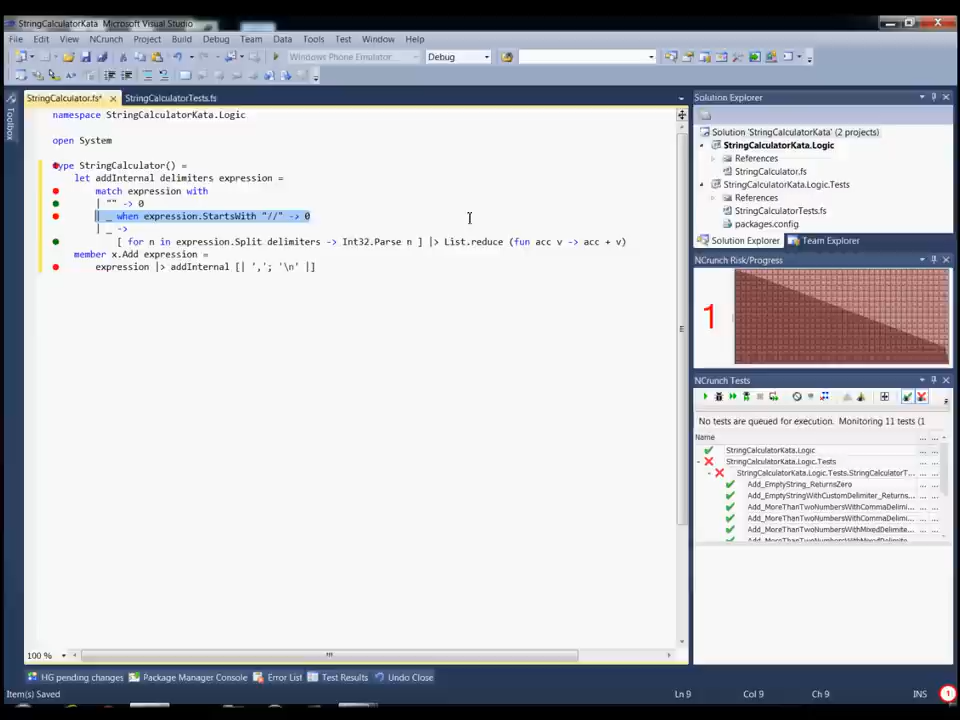 StringCalculatorKata Microsoft Visual Studio
File Edit View NCrunch Project Build Debug Team Data Tools Test Window Help
Windows Phone Emulator... Debug
StringCalculator.fs* StringCalculatorTests.fs
Toolbox
namespace StringCalculatorKata.Logic
open System
type StringCalculator() =
let addInternal delimiters expression =
match expression with
| "" -> 0
| _ when expression.StartsWith "//" -> 0
| _ ->
[ for n in expression.Split delimiters -> Int32.Parse n ] |> List.reduce (fun acc v -> acc + v)
member x.Add expression =
expression |> addInternal [| ','; '\n' |]
100 %
Solution Explorer
Solution 'StringCalculatorKata' (2 projects)
StringCalculatorKata.Logic
References
StringCalculator.fs
StringCalculatorKata.Logic.Tests
References
StringCalculatorTests.fs
packages.config
Solution Explorer Team Explorer
NCrunch Risk/Progress
1
NCrunch Tests
No tests are queued for execution. Monitoring 11 tests (1
Name ... ...
StringCalculatorKata.Logic ... ...
StringCalculatorKata.Logic.Tests ... ...
StringCalculatorKata.Logic.Tests.StringCalculatorT... ... ...
Add_EmptyString_ReturnsZero ... ...
Add_EmptyStringWithCustomDelimiter_Returns... ... ...
Add_MoreThanTwoNumbersWithCommaDelimi... ... ...
Add_MoreThanTwoNumbersWithCommaDelimi... ... ...
Add_MoreThanTwoNumbersWithMixedDelimite... ... ...
Add_MoreThanTwoNumbersWithMixedDelimite...
HG pending changes Package Manager Console Error List Test Results Undo Close
Item(s) Saved Ln 9 Col 9 Ch 9 INS 1